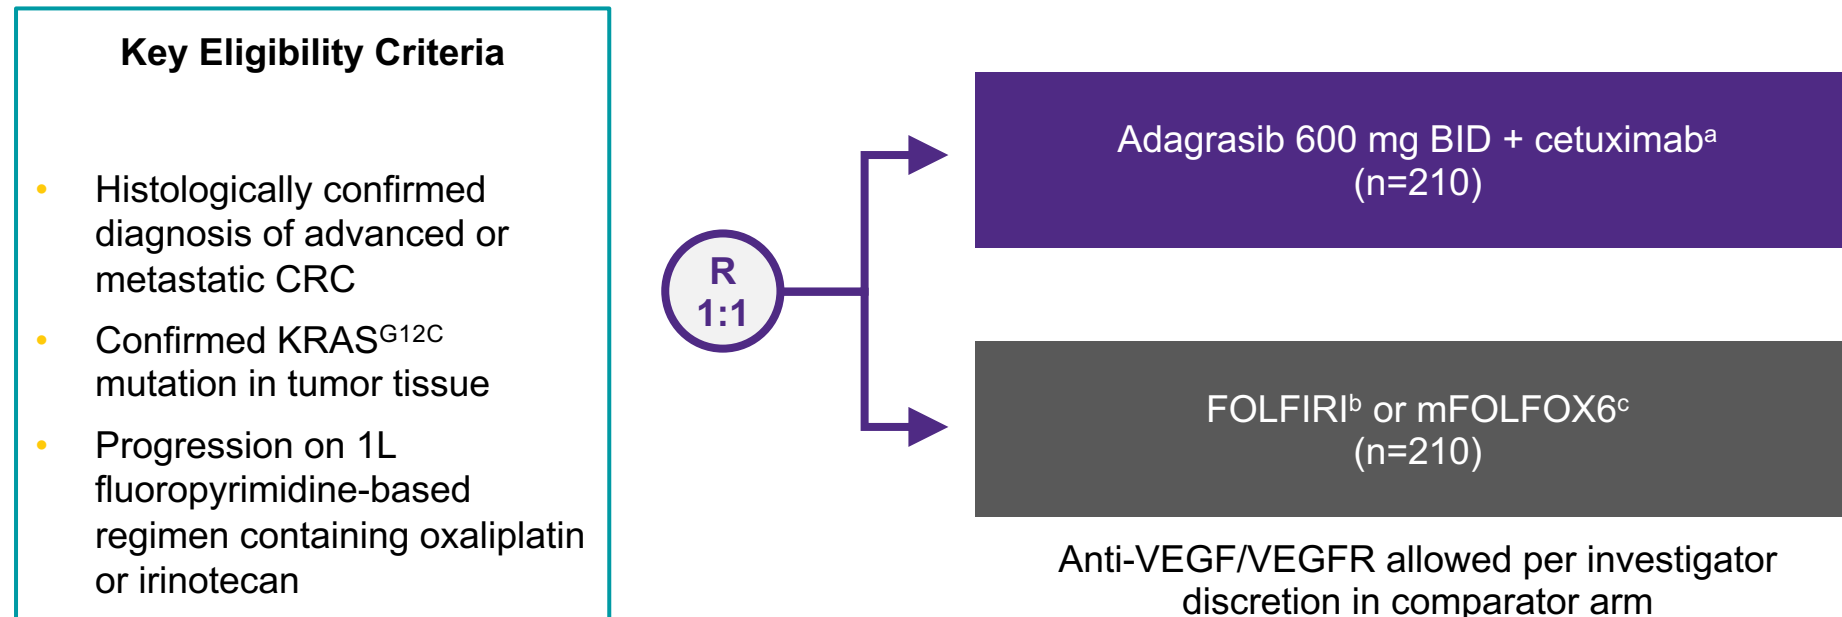 Key Eligibility Criteria
• Histologically confirmed
diagnosis of advanced or
metastatic CRC
• Confirmed KRASᴳ¹²ᶜ
mutation in tumor tissue
• Progression on 1L
fluoropyrimidine-based
regimen containing oxaliplatin
or irinotecan
R
1:1
Adagrasib 600 mg BID + cetuximabᵃ
(n=210)
FOLFIRIᵇ or mFOLFOX6ᶜ
(n=210)
Anti-VEGF/VEGFR allowed per investigator
discretion in comparator arm